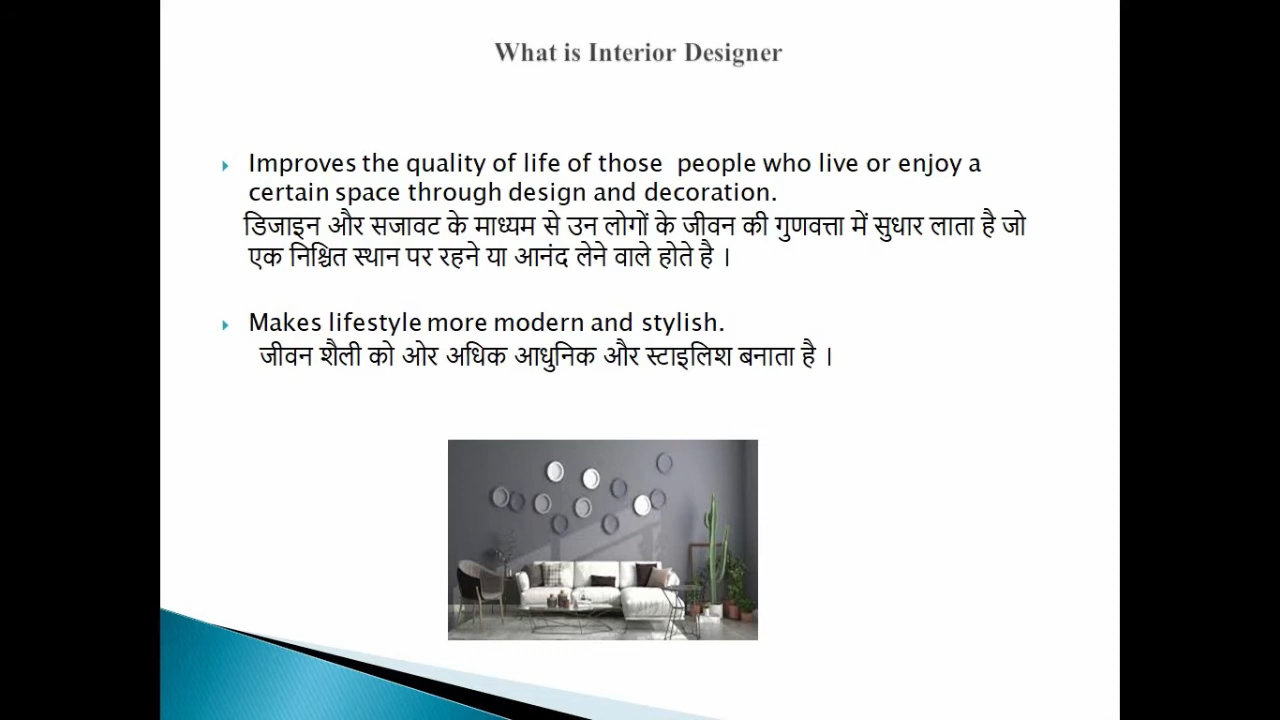 What is Interior Designer
Improves the quality of life of those people who live or enjoy a
certain space through design and decoration.
डिजाइन और सजावट के माध्यम से उन लोगों के जीवन की गुणवत्ता में सुधार लाता है जो
एक निश्चित स्थान पर रहने या आनंद लेने वाले होते है ।
Makes lifestyle more modern and stylish.
जीवन शैली को ओर अधिक आधुनिक और स्टाइलिश बनाता है ।